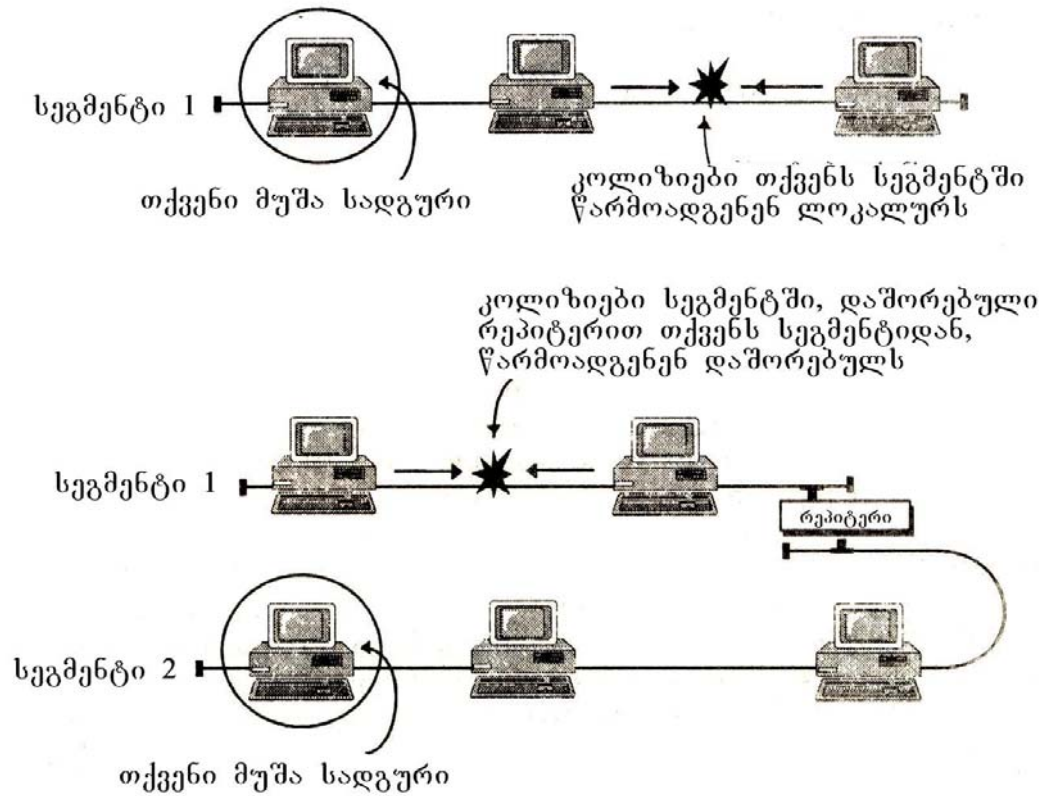 სეგმენტი 1
თქვენი მუშა სადგური
კოლიზიები თქვენს სეგმენტში
წარმოადგენენ ლოკალურს
კოლიზიები სეგმენტში, დაშორებული
რეპიტერით თქვენს სეგმენტიდან,
წარმოადგენენ დაშორებულს
სეგმენტი 1
რეპიტერი
სეგმენტი 2
თქვენი მუშა სადგური